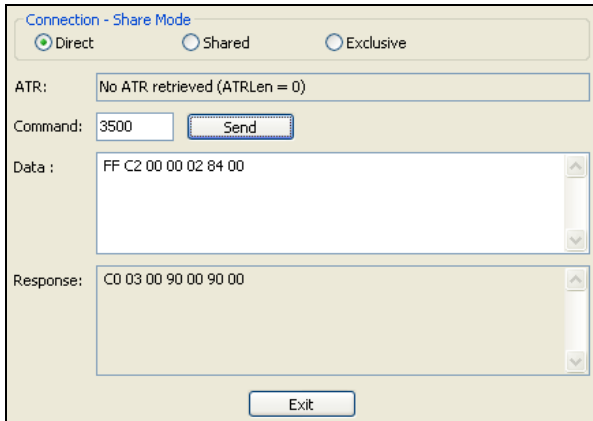 Connection - Share Mode
Direct Shared Exclusive
ATR: No ATR retrieved (ATRLen = 0)
Command: 3500 Send
Data : FF C2 00 00 02 84 00
Response: C0 03 00 90 00 90 00
Exit